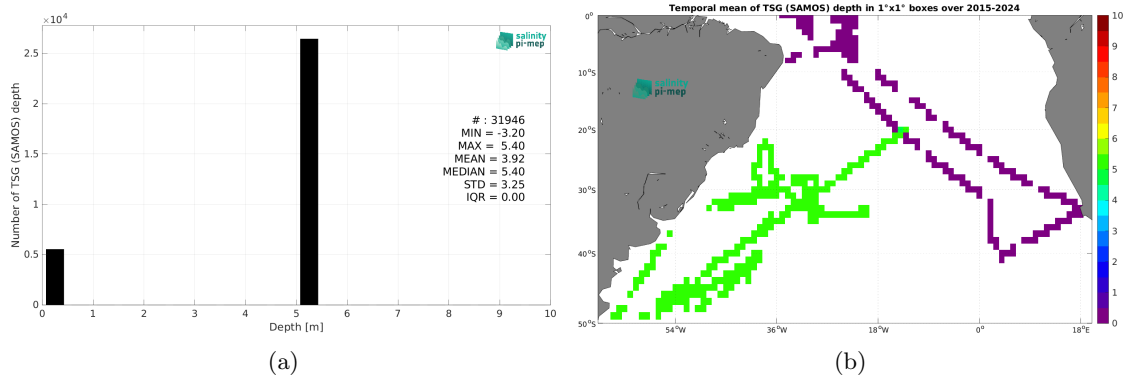 ×10⁴
2.5
2
1.5
1
0.5
0
Number of TSG (SAMOS) depth
0 1 2 3 4 5 6 7 8 9 10
Depth [m]
salinity
pi-mep
# : 31946
MIN = -3.20
MAX = 5.40
MEAN = 3.92
MEDIAN = 5.40
STD = 3.25
IQR = 0.00
(a)
Temporal mean of TSG (SAMOS) depth in 1°x1° boxes over 2015-2024
salinity
pi-mep
0°
10°S
20°S
30°S
40°S
50°S
54°W 36°W 18°W 0° 18°E
10
9
8
7
6
5
4
3
2
1
0
(b)